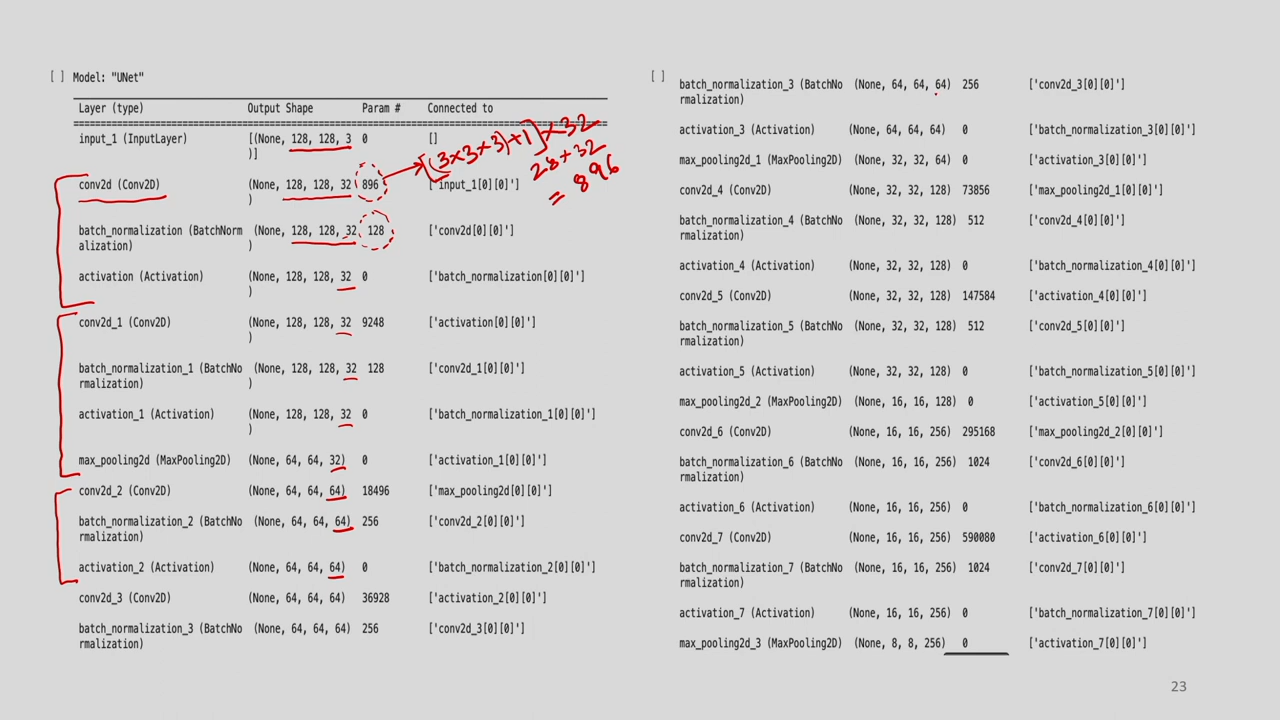 [ ] Model: "UNet"
Layer (type) Output Shape Param # Connected to
input_1 (InputLayer) [(None, 128, 128, 3 0 []
)]
conv2d (Conv2D) (None, 128, 128, 32 896 ['input_1[0][0]']
)
[(3×3×3)+1]×32
28×32
= 896
batch_normalization (BatchNorm (None, 128, 128, 32 128 ['conv2d[0][0]']
alization) )
activation (Activation) (None, 128, 128, 32 0 ['batch_normalization[0][0]']
)
conv2d_1 (Conv2D) (None, 128, 128, 32 9248 ['activation[0][0]']
)
batch_normalization_1 (BatchNo (None, 128, 128, 32 128 ['conv2d_1[0][0]']
rmalization) )
activation_1 (Activation) (None, 128, 128, 32 0 ['batch_normalization_1[0][0]']
)
max_pooling2d (MaxPooling2D) (None, 64, 64, 32) 0 ['activation_1[0][0]']
conv2d_2 (Conv2D) (None, 64, 64, 64) 18496 ['max_pooling2d[0][0]']
batch_normalization_2 (BatchNo (None, 64, 64, 64) 256 ['conv2d_2[0][0]']
rmalization)
activation_2 (Activation) (None, 64, 64, 64) 0 ['batch_normalization_2[0][0]']
conv2d_3 (Conv2D) (None, 64, 64, 64) 36928 ['activation_2[0][0]']
batch_normalization_3 (BatchNo (None, 64, 64, 64) 256 ['conv2d_3[0][0]']
rmalization)
[ ] batch_normalization_3 (BatchNo (None, 64, 64, 64) 256 ['conv2d_3[0][0]']
rmalization)
activation_3 (Activation) (None, 64, 64, 64) 0 ['batch_normalization_3[0][0]']
max_pooling2d_1 (MaxPooling2D) (None, 32, 32, 64) 0 ['activation_3[0][0]']
conv2d_4 (Conv2D) (None, 32, 32, 128) 73856 ['max_pooling2d_1[0][0]']
batch_normalization_4 (BatchNo (None, 32, 32, 128) 512 ['conv2d_4[0][0]']
rmalization)
activation_4 (Activation) (None, 32, 32, 128) 0 ['batch_normalization_4[0][0]']
conv2d_5 (Conv2D) (None, 32, 32, 128) 147584 ['activation_4[0][0]']
batch_normalization_5 (BatchNo (None, 32, 32, 128) 512 ['conv2d_5[0][0]']
rmalization)
activation_5 (Activation) (None, 32, 32, 128) 0 ['batch_normalization_5[0][0]']
max_pooling2d_2 (MaxPooling2D) (None, 16, 16, 128) 0 ['activation_5[0][0]']
conv2d_6 (Conv2D) (None, 16, 16, 256) 295168 ['max_pooling2d_2[0][0]']
batch_normalization_6 (BatchNo (None, 16, 16, 256) 1024 ['conv2d_6[0][0]']
rmalization)
activation_6 (Activation) (None, 16, 16, 256) 0 ['batch_normalization_6[0][0]']
conv2d_7 (Conv2D) (None, 16, 16, 256) 590080 ['activation_6[0][0]']
batch_normalization_7 (BatchNo (None, 16, 16, 256) 1024 ['conv2d_7[0][0]']
rmalization)
activation_7 (Activation) (None, 16, 16, 256) 0 ['batch_normalization_7[0][0]']
max_pooling2d_3 (MaxPooling2D) (None, 8, 8, 256) 0 ['activation_7[0][0]']
23